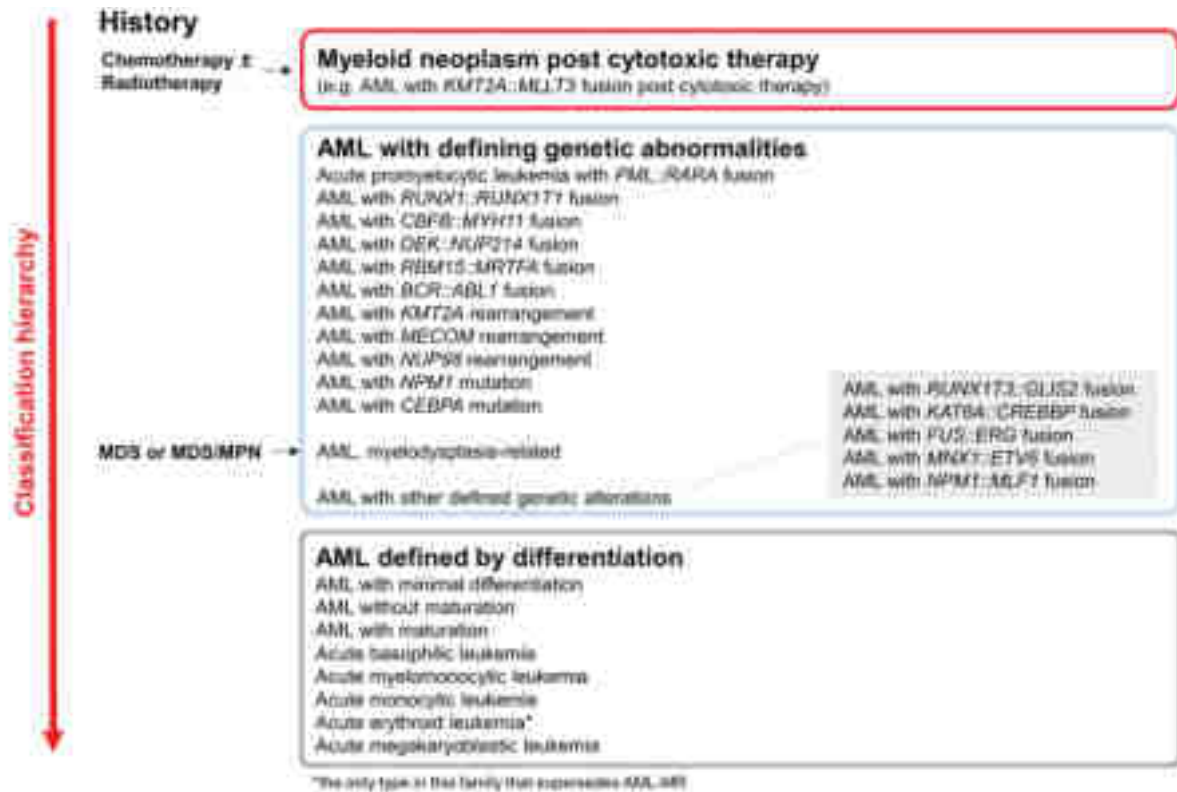 History
Chemotherapy ±
Radiotherapy
Myeloid neoplasm post cytotoxic therapy
(e.g. AML with KMT2A::MLLT3 fusion post cytotoxic therapy)
Classification hierarchy
AML with defining genetic abnormalities
Acute promyelocytic leukemia with PML::RARA fusion
AML with RUNX1::RUNX1T1 fusion
AML with CBFB::MYH11 fusion
AML with DEK::NUP214 fusion
AML with RBM15::MRTFA fusion
AML with BCR::ABL1 fusion
AML with KMT2A rearrangement
AML with MECOM rearrangement
AML with NUP98 rearrangement
AML with NPM1 mutation
AML with CEBPA mutation
MDS or MDS/MPN
AML, myelodysplasia-related
AML with other defined genetic alterations
AML with RUNX1T3::GLIS2 fusion
AML with KAT6A::CREBBP fusion
AML with FUS::ERG fusion
AML with MNX1::ETV6 fusion
AML with NPM1::MLF1 fusion
AML defined by differentiation
AML with minimal differentiation
AML without maturation
AML with maturation
Acute basophilic leukemia
Acute myelomonocytic leukemia
Acute monocytic leukemia
Acute erythroid leukemia*
Acute megakaryoblastic leukemia
*the only type in this family that supersedes AML-MR